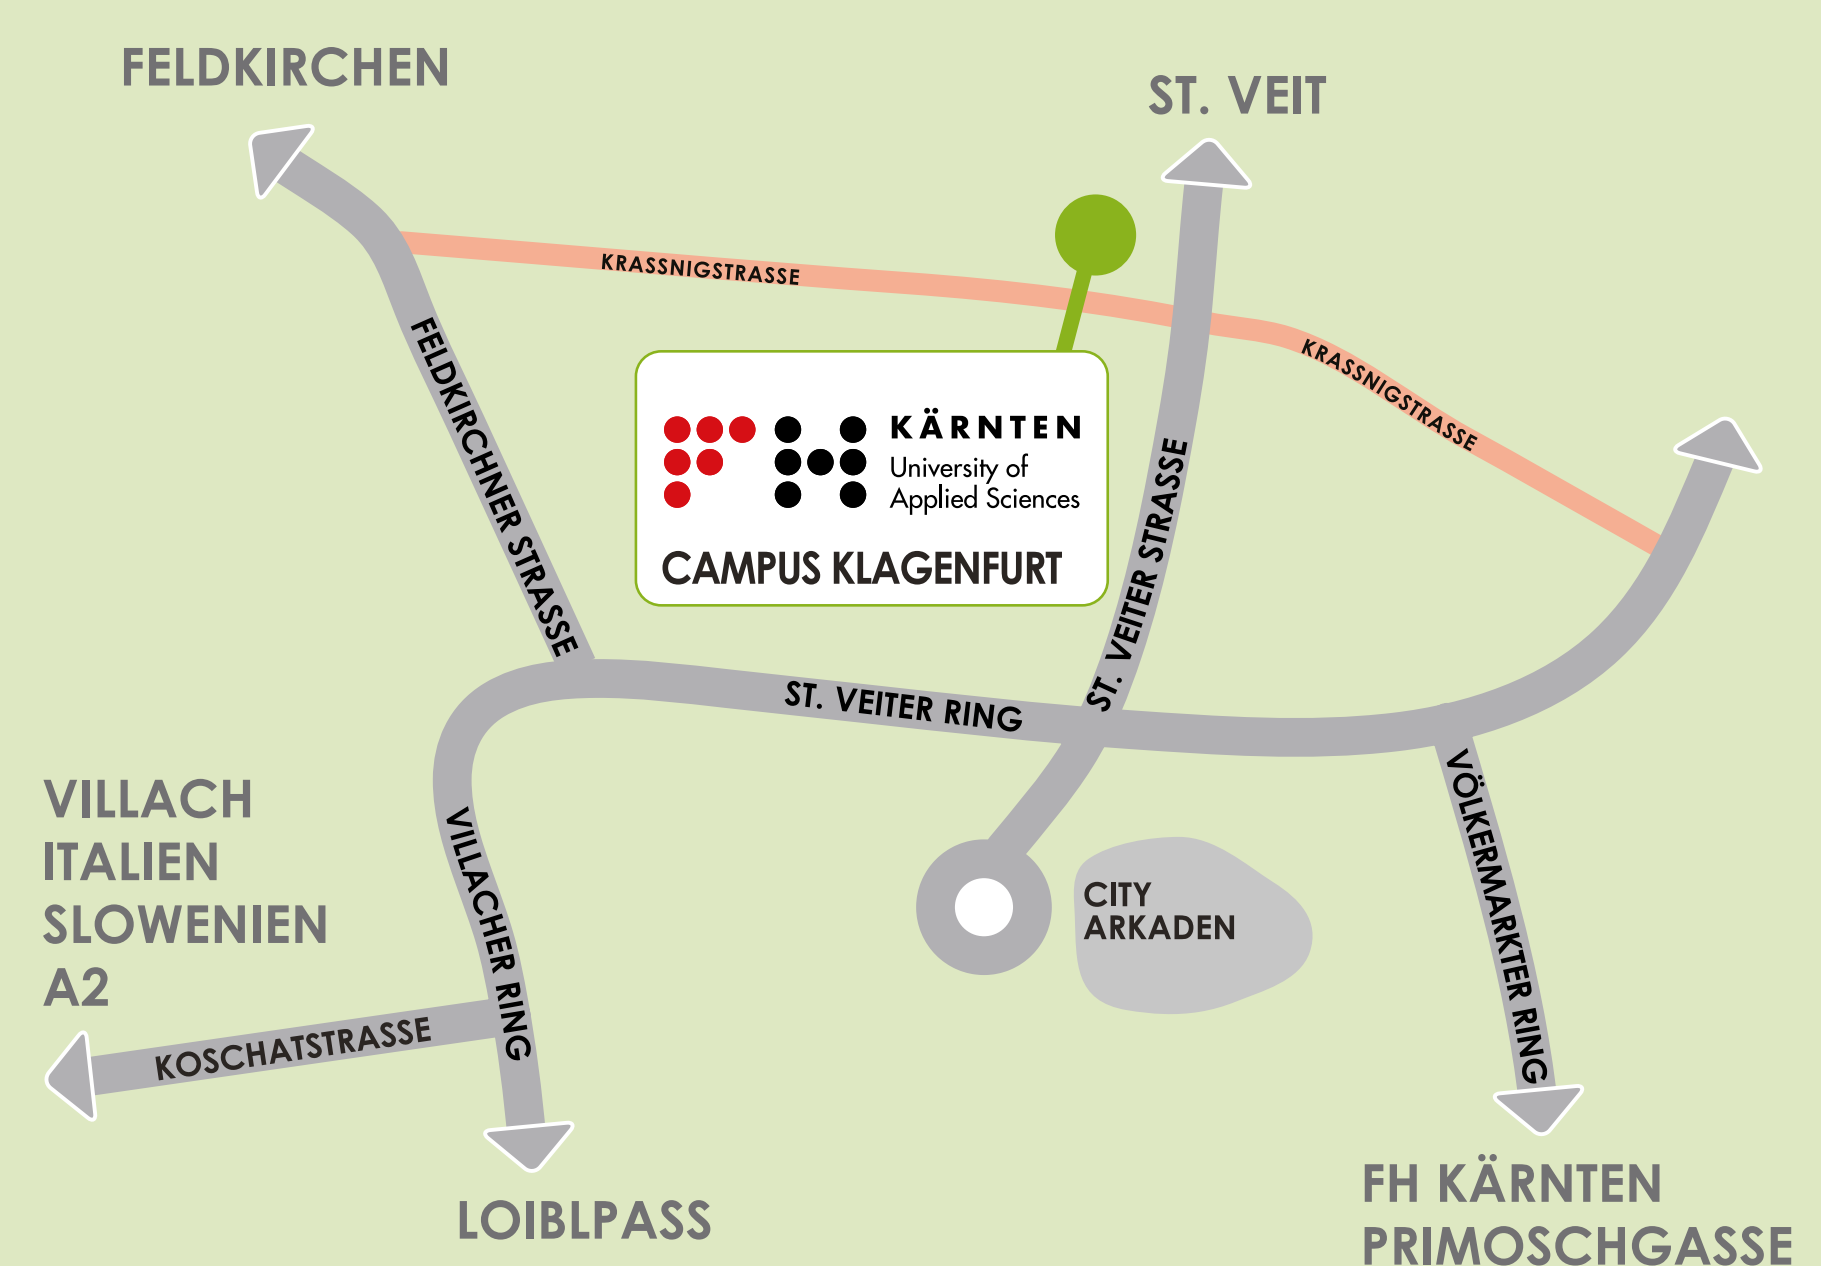 FELDKIRCHEN
ST. VEIT
KRASSNIGSTRASSE
KRASSNIGSTRASSE
FELDKIRCHNER STRASSE
FH KÄRNTEN
University of
Applied Sciences
CAMPUS KLAGENFURT
ST. VEITER STRASSE
ST. VEITER RING
VILLACH
ITALIEN
SLOWENIEN
A2
VILLACHER RING
CITY
ARKADEN
VÖLKERMARKTER RING
KOSCHATSTRASSE
LOIBLPASS
FH KÄRNTEN
PRIMOSCHGASSE